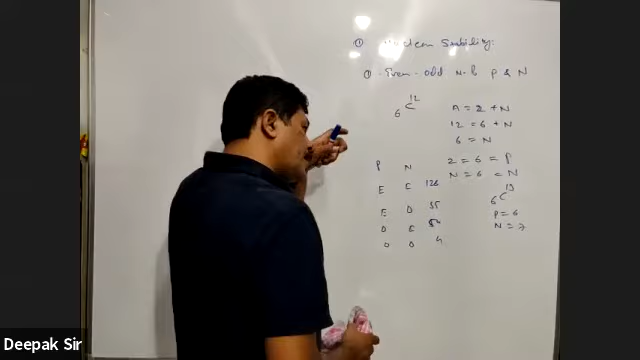 ① Nuclear Stability:
① Even-odd No. of P & N
₆C¹²
A = Z + N
12 = 6 + N
6 = N
Z = 6 = P
N = 6 = N
₆C¹³
P = 6
N = 7
P N
E E
E O 55
O E
O O 4
Deepak Sir